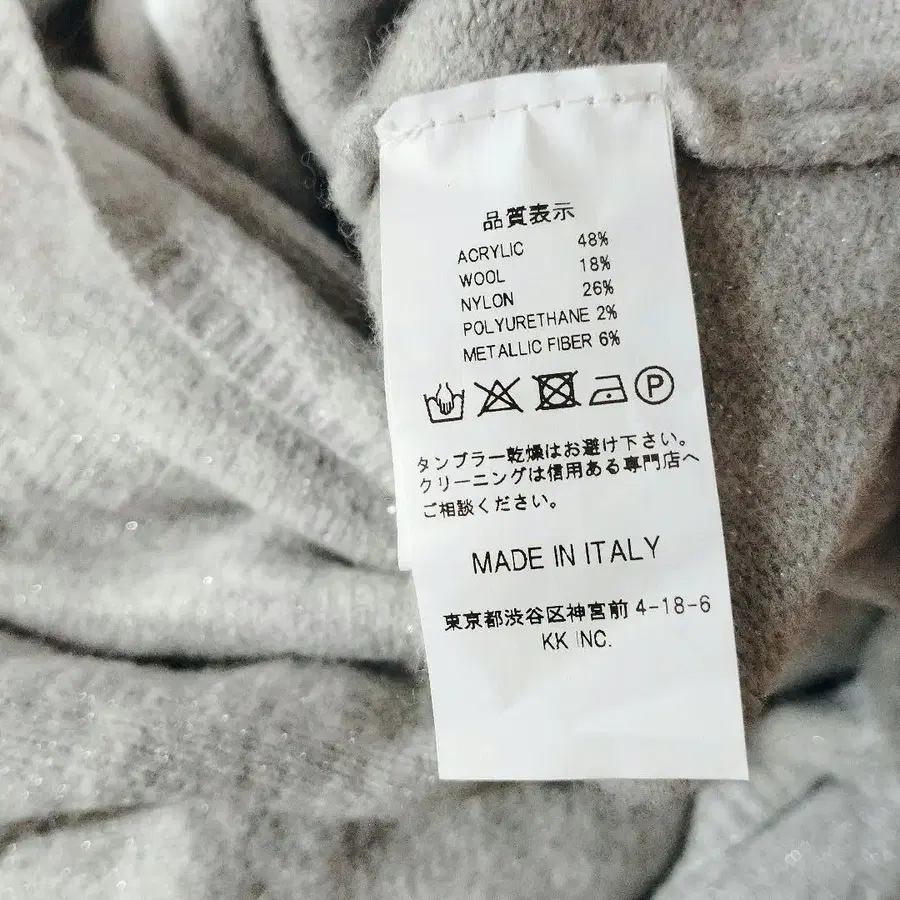 品質表示
ACRYLIC 48%
WOOL 18%
NYLON 26%
POLYURETHANE 2%
METALLIC FIBER 6%
P
タンブラー乾燥はお避け下さい。
クリーニングは信用ある専門店へ
ご相談ください。
MADE IN ITALY
東京都渋谷区神宮前 4-18-6
KK INC.